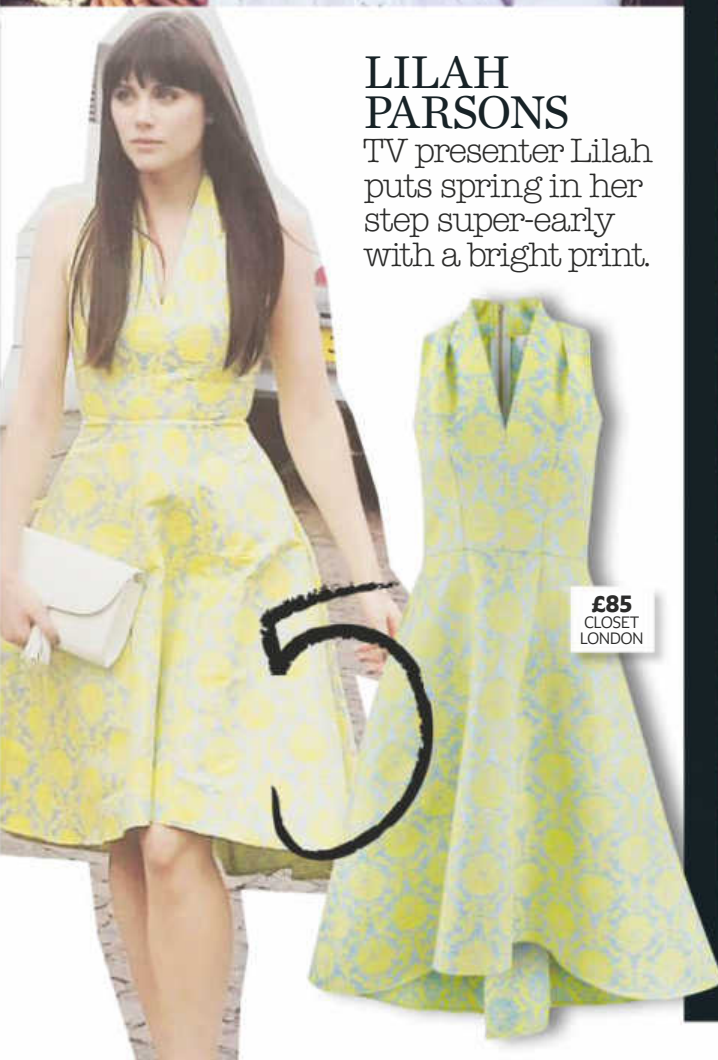 LILAH
PARSONS
TV presenter Lilah
puts spring in her
step super-early
with a bright print.
5
£85
CLOSET
LONDON